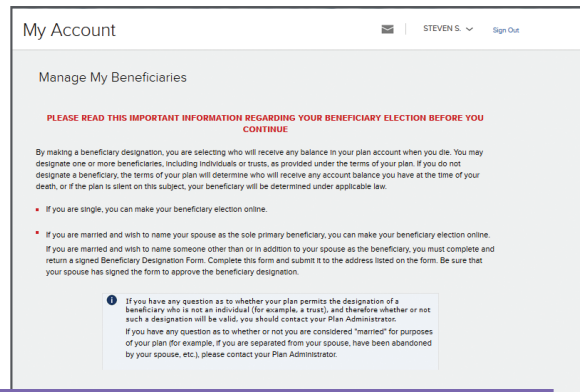 My Account
STEVEN S.
Sign Out
Manage My Beneficiaries
PLEASE READ THIS IMPORTANT INFORMATION REGARDING YOUR BENEFICIARY ELECTION BEFORE YOU
CONTINUE
By making a beneficiary designation, you are selecting who will receive any balance in your plan account when you die. You may
designate one or more beneficiaries, including individuals or trusts, as provided under the terms of your plan. If you do not
designate a beneficiary, the terms of your plan will determine who will receive any account balance you have at the time of your
death, or if the plan is silent on this subject, your beneficiary will be determined under applicable law.
If you are single, you can make your beneficiary election online.
If you are married and wish to name your spouse as the sole primary beneficiary, you can make your beneficiary election online.
If you are married and wish to name someone other than or in addition to your spouse as the beneficiary, you must complete and
return a signed Beneficiary Designation Form. Complete this form and submit it to the address listed on the form. Be sure that
your spouse has signed the form to approve the beneficiary designation.
If you have any question as to whether your plan permits the designation of a
beneficiary who is not an individual (for example, a trust), and therefore whether or not
such a designation will be valid, you should contact your Plan Administrator.
If you have any question as to whether or not you are considered "married" for purposes
of your plan (for example, if you are separated from your spouse, have been abandoned
by your spouse, etc.), please contact your Plan Administrator.